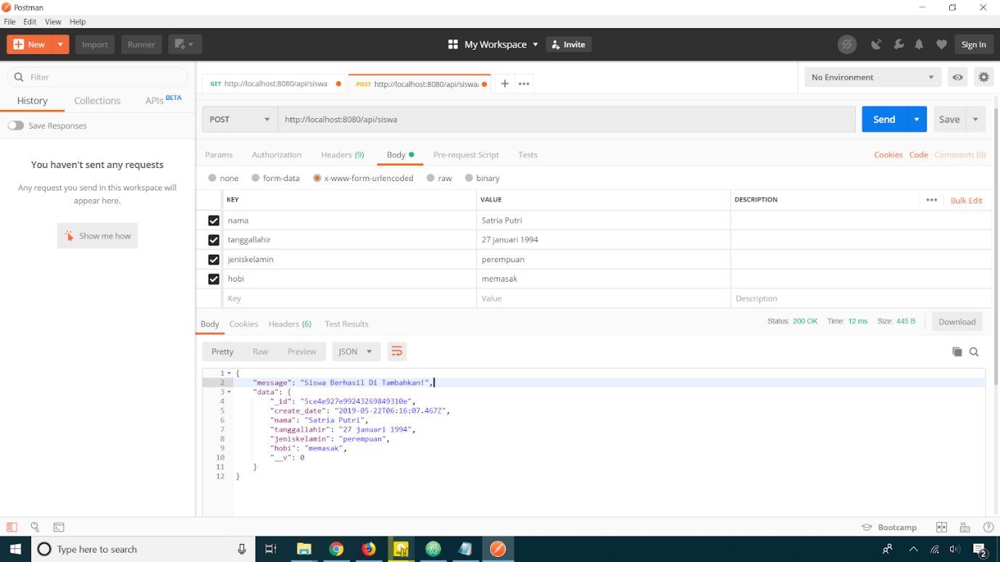 Postman
File Edit View Help
New Import Runner My Workspace Invite Sign In
Filter
History Collections APIs BETA
Save Responses
You haven't sent any requests
Any request you send in this workspace will
appear here.
Show me how
GET http://localhost:8080/api/siswa POST http://localhost:8080/api/siswa/ + ••• No Environment
POST http://localhost:8080/api/siswa Send Save
Params Authorization Headers (9) Body Pre-request Script Tests Cookies Code Comments (0)
none form-data x-www-form-urlencoded raw binary
KEY VALUE DESCRIPTION ••• Bulk Edit
nama Satria Putri
tanggallahir 27 januari 1994
jeniskelamin perempuan
hobi memasak
Key Value Description
Body Cookies Headers (6) Test Results Status: 200 OK Time: 12 ms Size: 445 B Download
Pretty Raw Preview JSON
1 {
2 "message": "Siswa Berhasil Di Tambahkan!",
3 "data": {
4 "_id": "5ce4e927e99243269849310e",
5 "create_date": "2019-05-22T06:16:07.467Z",
6 "nama": "Satria Putri",
7 "tanggallahir": "27 januari 1994",
8 "jeniskelamin": "perempuan",
9 "hobi": "memasak",
10 "__v": 0
11 }
12 }
Bootcamp
Type here to search 2